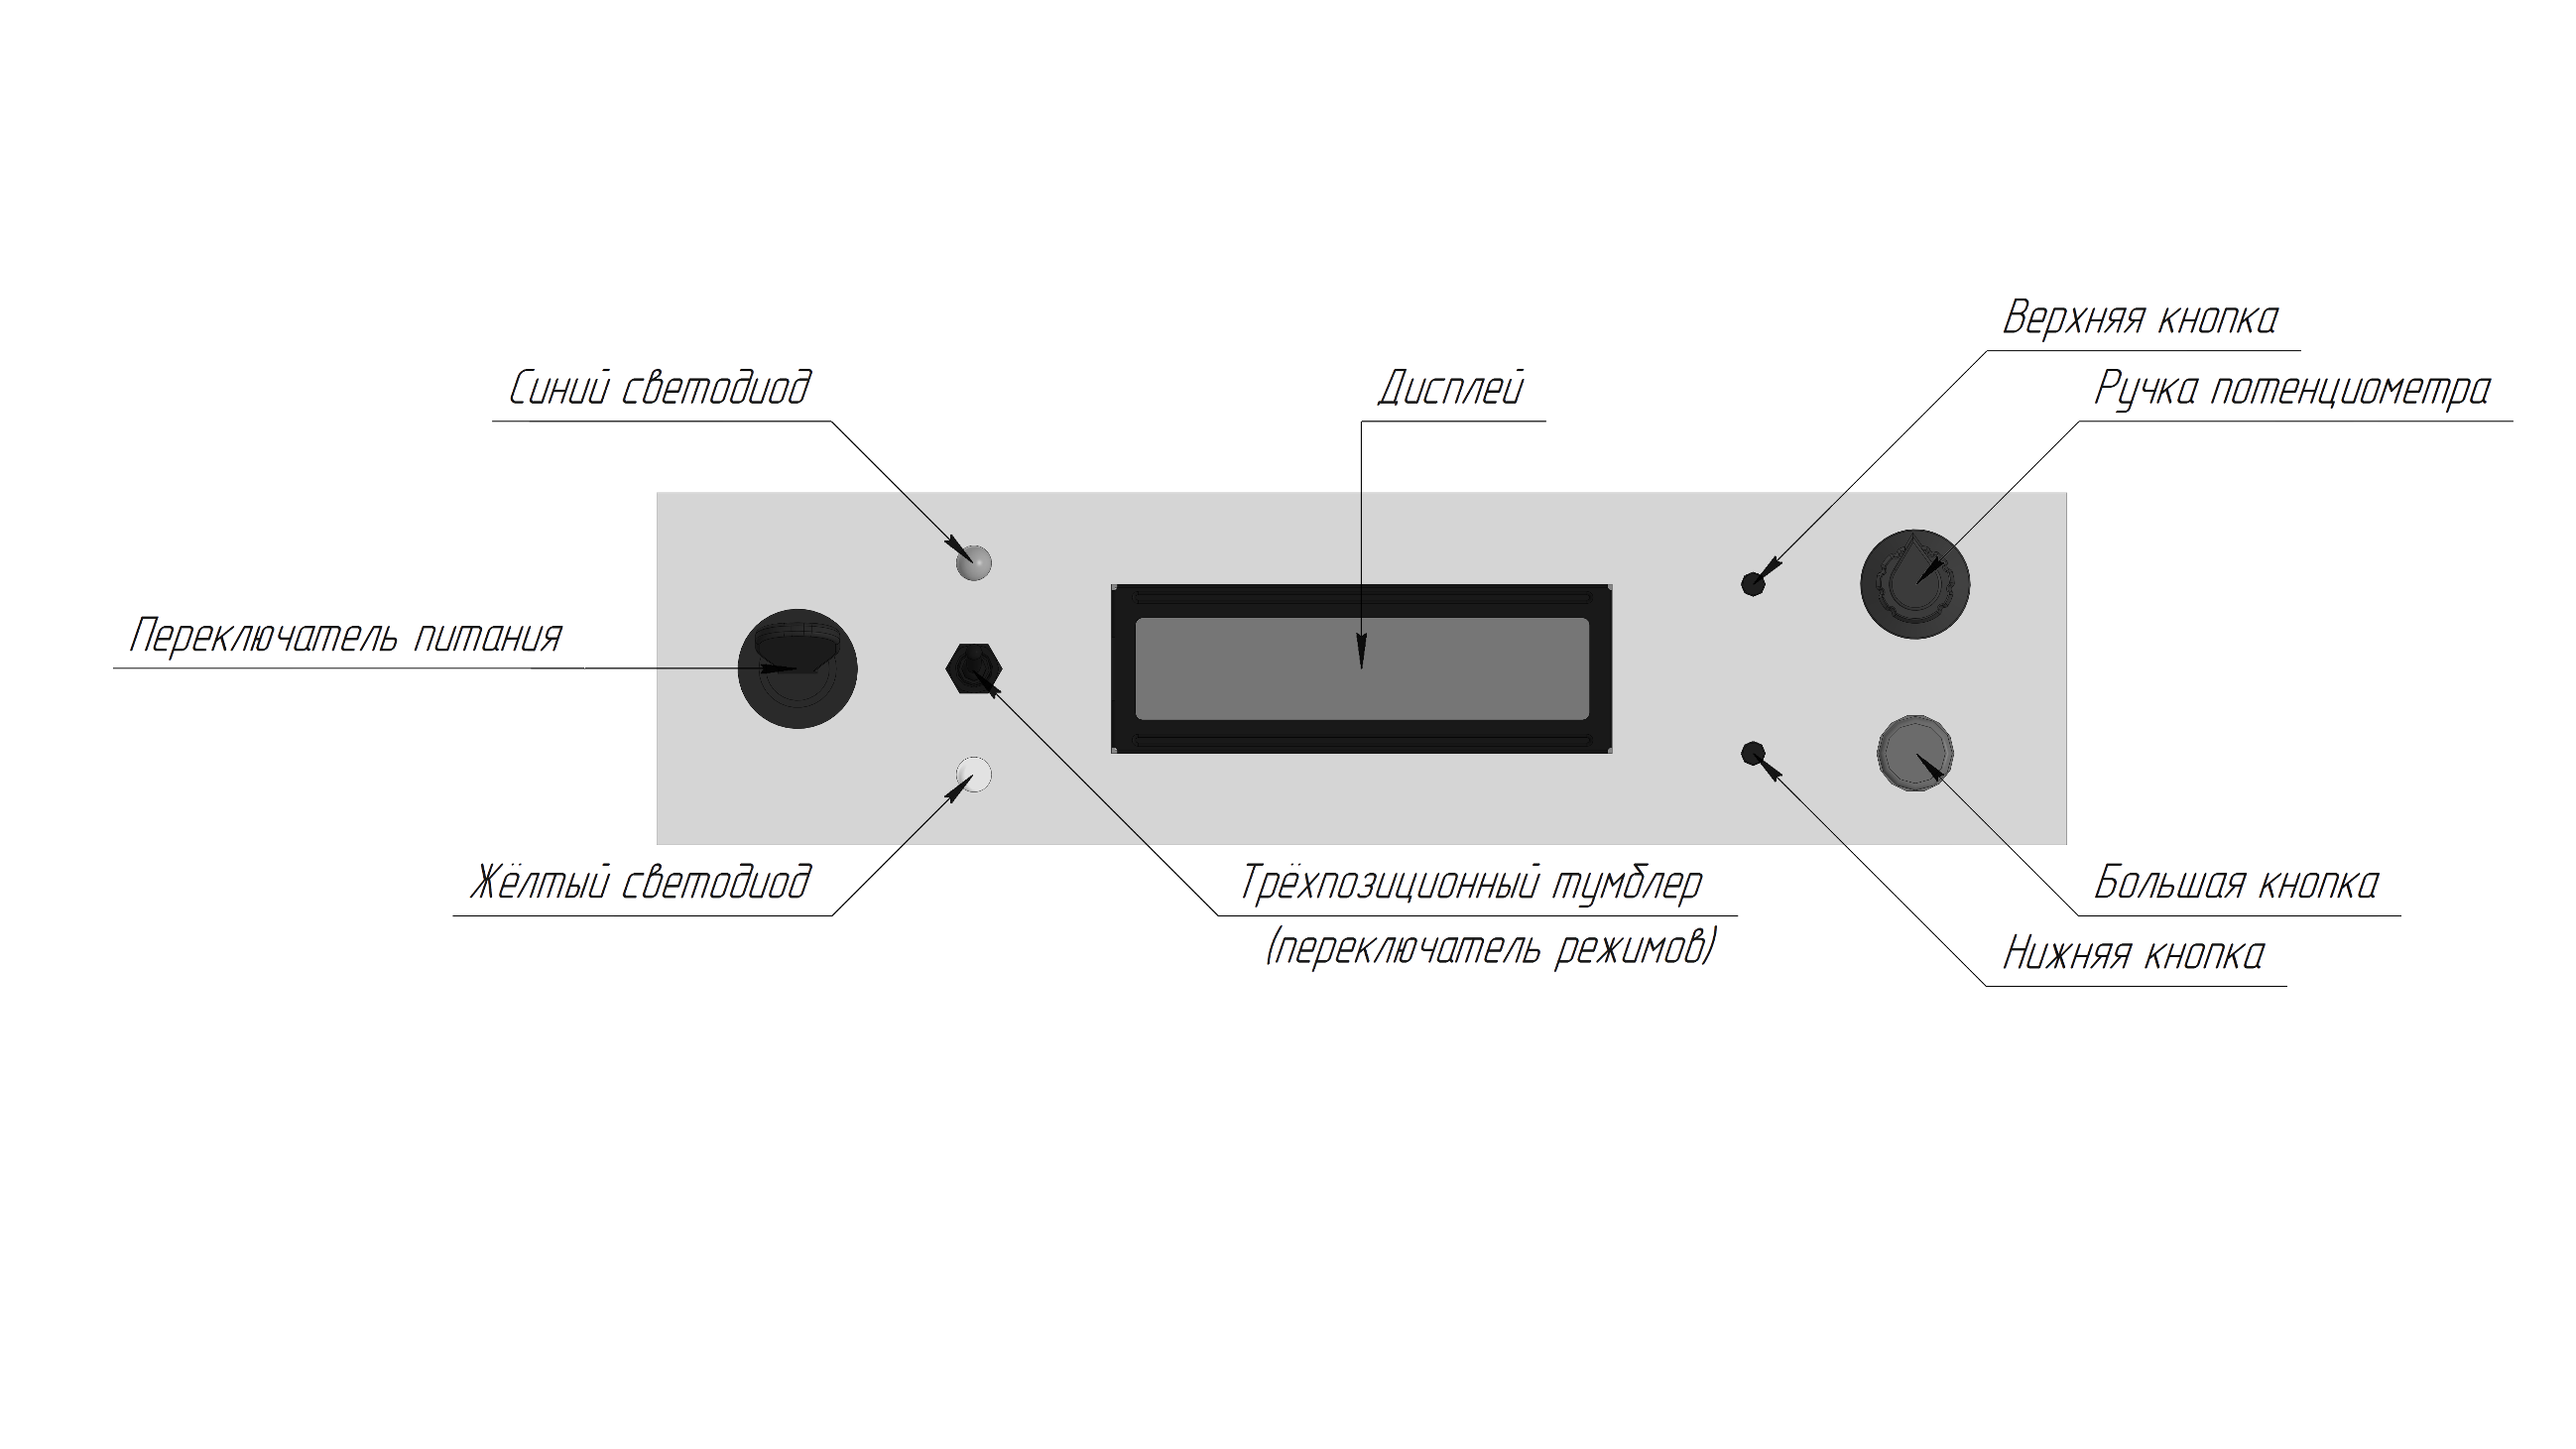 Верхняя кнопка
Синий светодиод
Дисплей
Ручка потенциометра
Переключатель питания
Жёлтый светодиод
Трёхпозиционный тумблер
(переключатель режимов)
Большая кнопка
Нижняя кнопка